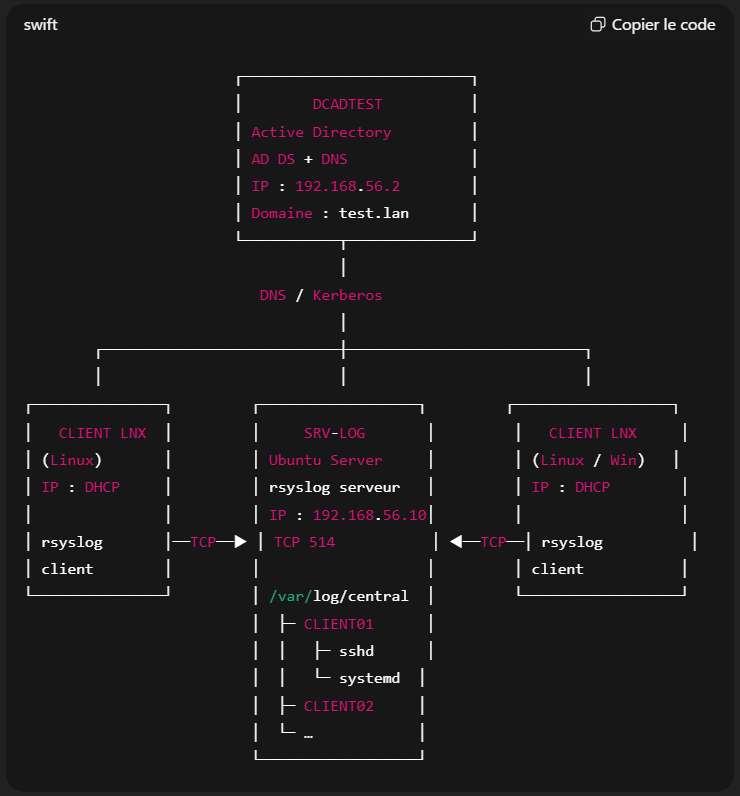 swift
Copier le code
DCADTEST
Active Directory
AD DS + DNS
IP : 192.168.56.2
Domaine : test.lan
DNS / Kerberos
CLIENT LNX
(Linux)
IP : DHCP
rsyslog
client
TCP
SRV-LOG
Ubuntu Server
rsyslog serveur
IP : 192.168.56.10
TCP 514
/var/log/central
CLIENT01
sshd
systemd
CLIENT02
…
TCP
CLIENT LNX
(Linux / Win)
IP : DHCP
rsyslog
client